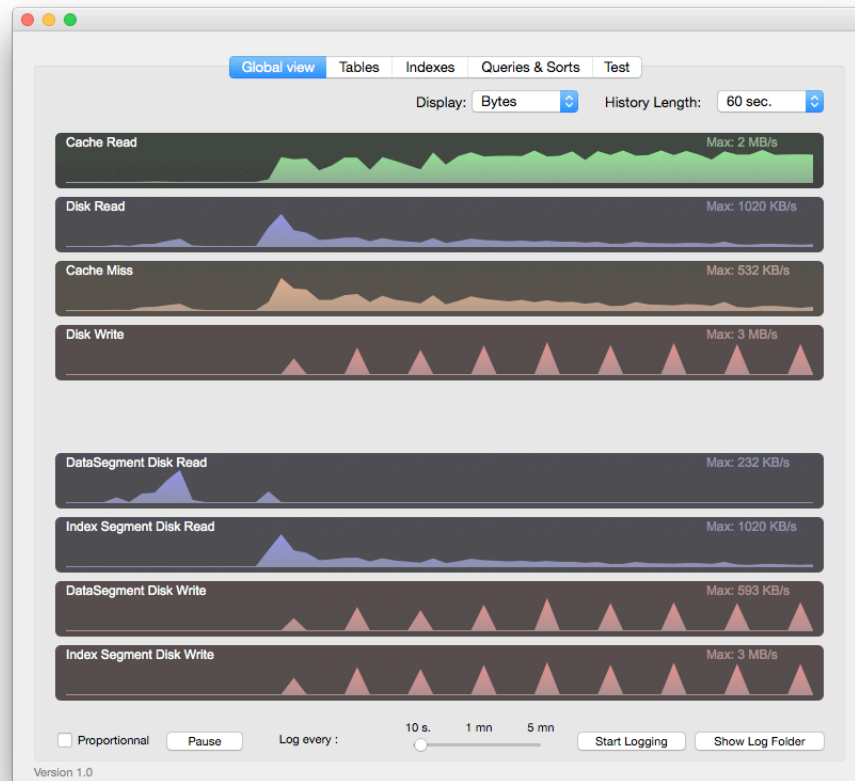 Global view Tables Indexes Queries & Sorts Test
Display: Bytes History Length: 60 sec.
Cache Read Max: 2 MB/s
Disk Read Max: 1020 KB/s
Cache Miss Max: 532 KB/s
Disk Write Max: 3 MB/s
DataSegment Disk Read Max: 232 KB/s
Index Segment Disk Read Max: 1020 KB/s
DataSegment Disk Write Max: 593 KB/s
Index Segment Disk Write Max: 3 MB/s
10 s. 1 mn 5 mn
Proportionnal Pause Log every : Start Logging Show Log Folder
Version 1.0